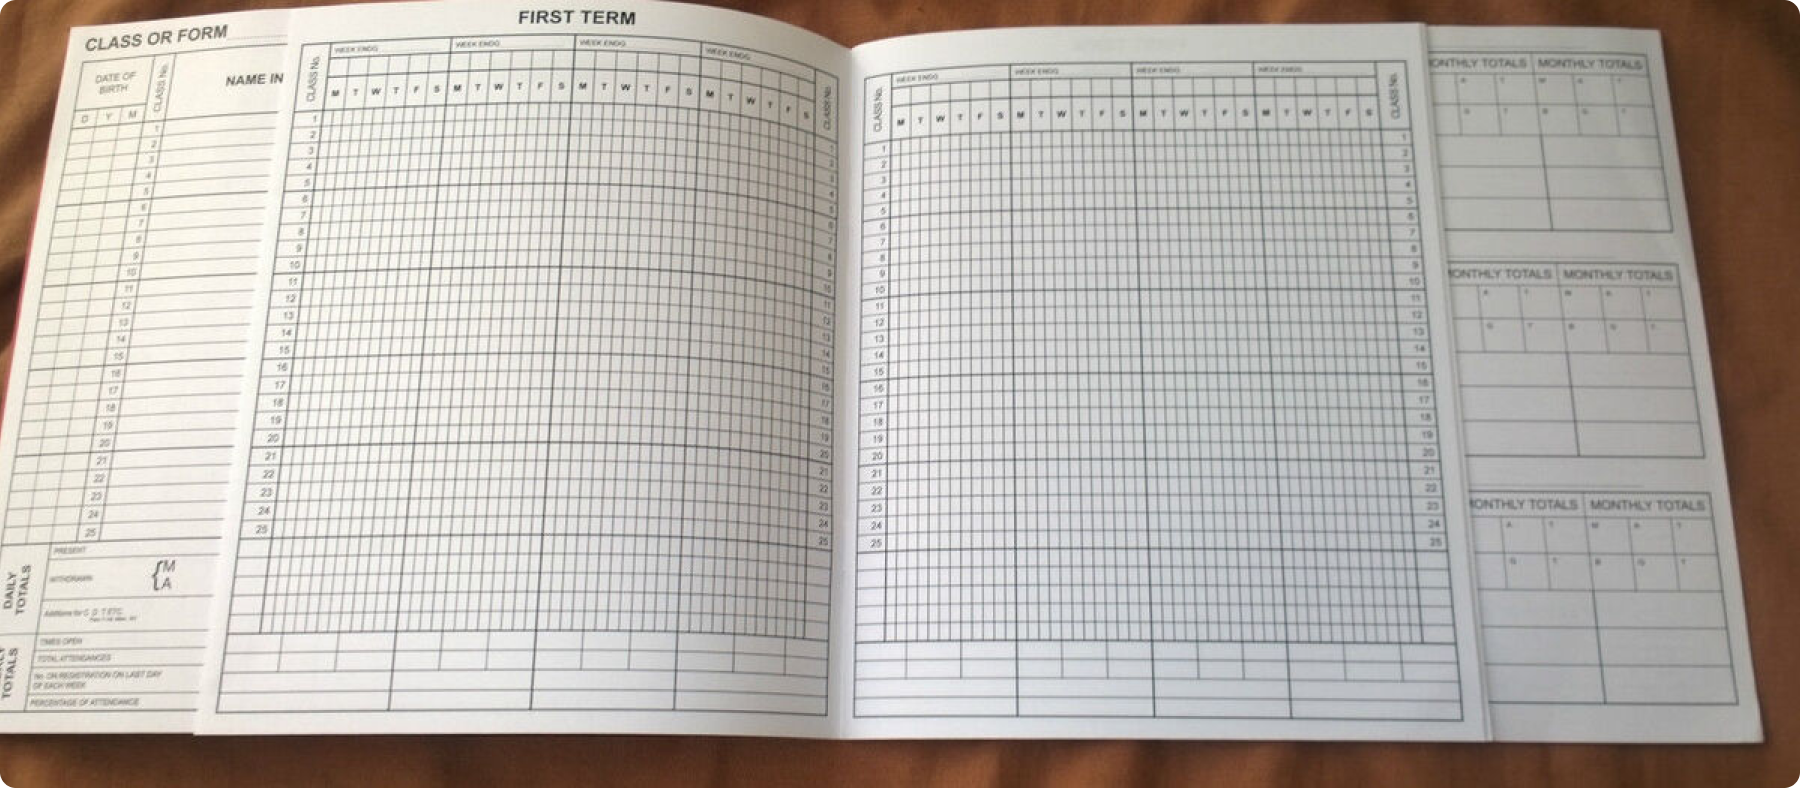 CLASS OR FORM
DATE OF BIRTH
CLASS No.
NAME IN
D Y M
1
2
3
4
5
6
7
8
9
10
11
12
13
14
15
16
17
18
19
20
21
22
23
24
25
DAILY TOTALS
PRESENT
WITHDRAWN
M
A
TOTALS
TIMES OPEN
TOTAL ATTENDANCES
No. ON REGISTRATION ON LAST DAY
OF EACH WEEK
PERCENTAGE OF ATTENDANCE
FIRST TERM
CLASS No.
WEEK ENDG. WEEK ENDG. WEEK ENDG. WEEK ENDG.
CLASS No.
M T W T F S M T W T F S M T W T F S M T W T F S
1 1
2 2
3 3
4 4
5 5
6 6
7 7
8 8
9 9
10 10
11 11
12 12
13 13
14 14
15 15
16 16
17 17
18 18
19 19
20 20
21 21
22 22
23 23
24 24
25 25
CLASS No.
WEEK ENDG. WEEK ENDG. WEEK ENDG. WEEK ENDG.
CLASS No.
M T W T F S M T W T F S M T W T F S M T W T F S
1 1
2 2
3 3
4 4
5 5
6 6
7 7
8 8
9 9
10 10
11 11
12 12
13 13
14 14
15 15
16 16
17 17
18 18
19 19
20 20
21 21
22 22
23 23
24 24
25 25
ONTHLY TOTALS MONTHLY TOTALS
A T M A T
G T B G T
MONTHLY TOTALS MONTHLY TOTALS
A T M A T
G T B G T
ONTHLY TOTALS MONTHLY TOTALS
A T M A T
G T B G T